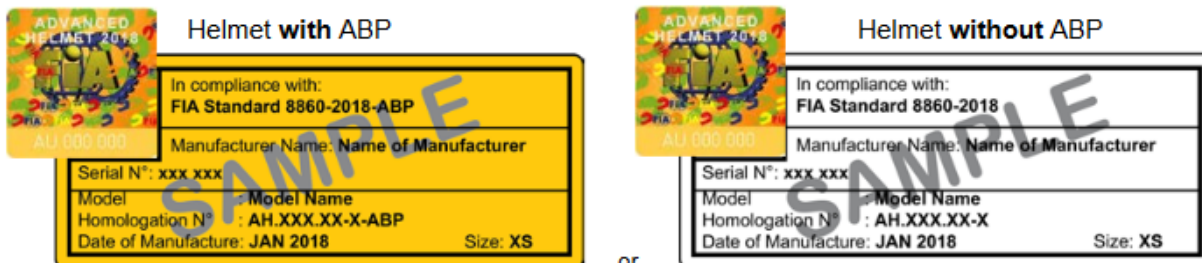 Helmet with ABP
ADVANCED
HELMET 2018
FIA
AU 000 000
In compliance with:
FIA Standard 8860-2018-ABP
Manufacturer Name: Name of Manufacturer
Serial N°: xxx xxx
Model : Model Name
Homologation N° : AH.XXX.XX-X-ABP
Date of Manufacture: JAN 2018 Size: XS
SAMPLE
or
Helmet without ABP
ADVANCED
HELMET 2018
FIA
AU 000 000
In compliance with:
FIA Standard 8860-2018
Manufacturer Name: Name of Manufacturer
Serial N°: xxx xxx
Model : Model Name
Homologation N° : AH.XXX.XX-X
Date of Manufacture: JAN 2018 Size: XS
SAMPLE